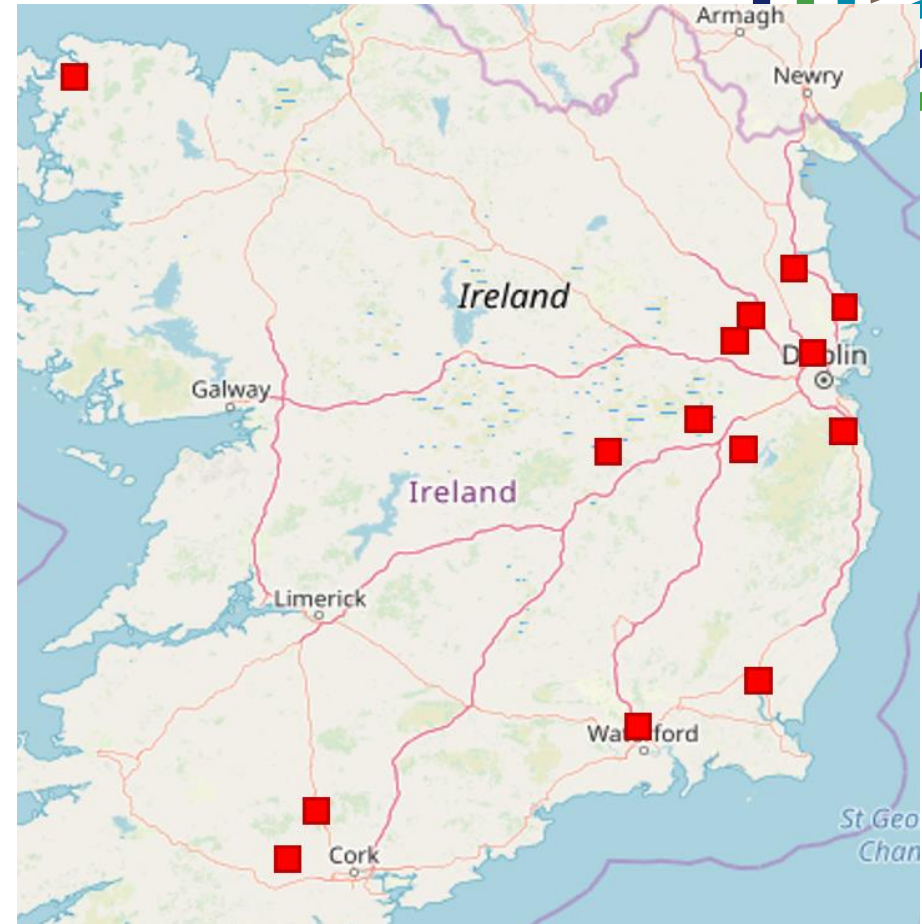 Armagh
Newry
Ireland
Dublin
Galway
Ireland
Limerick
Waterford
St Geo
Chan
Cork